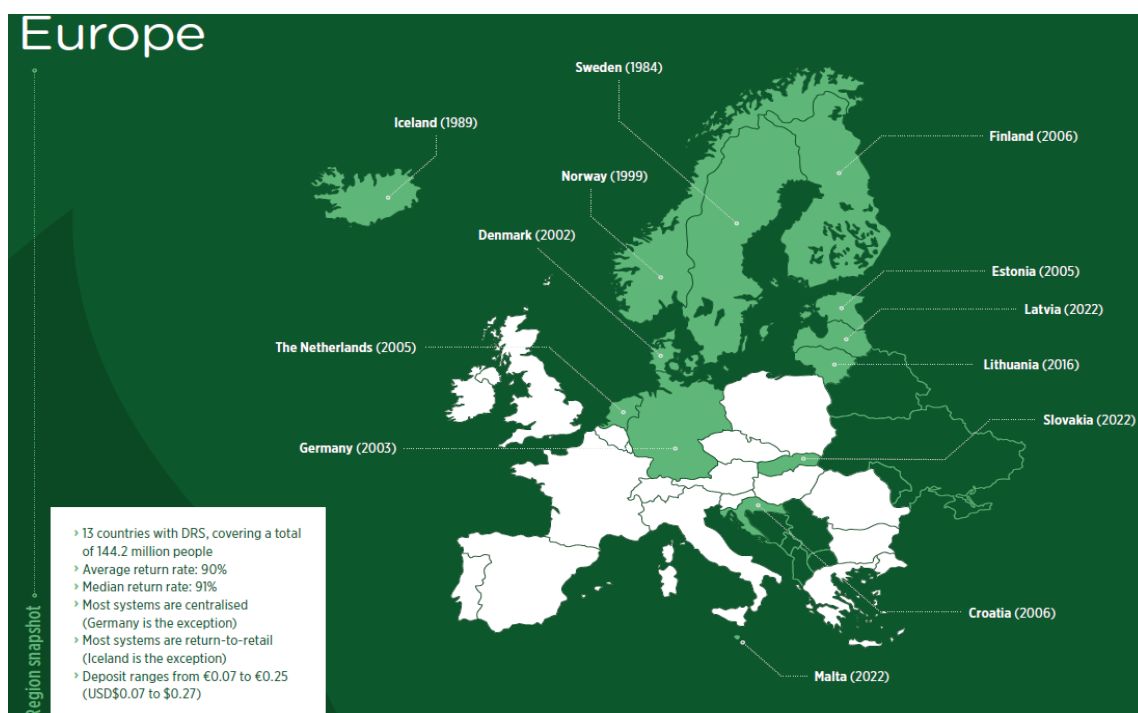 Europe
Sweden (1984)
Iceland (1989)
Finland (2006)
Norway (1999)
Denmark (2002)
Estonia (2005)
Latvia (2022)
The Netherlands (2005)
Lithuania (2016)
Slovakia (2022)
Germany (2003)
› 13 countries with DRS, covering a total
of 144.2 million people
› Average return rate: 90%
› Median return rate: 91%
› Most systems are centralised
(Germany is the exception)
› Most systems are return-to-retail
(Iceland is the exception)
› Deposit ranges from €0.07 to €0.25
(USD$0.07 to $0.27)
Croatia (2006)
Malta (2022)
Region snapshot